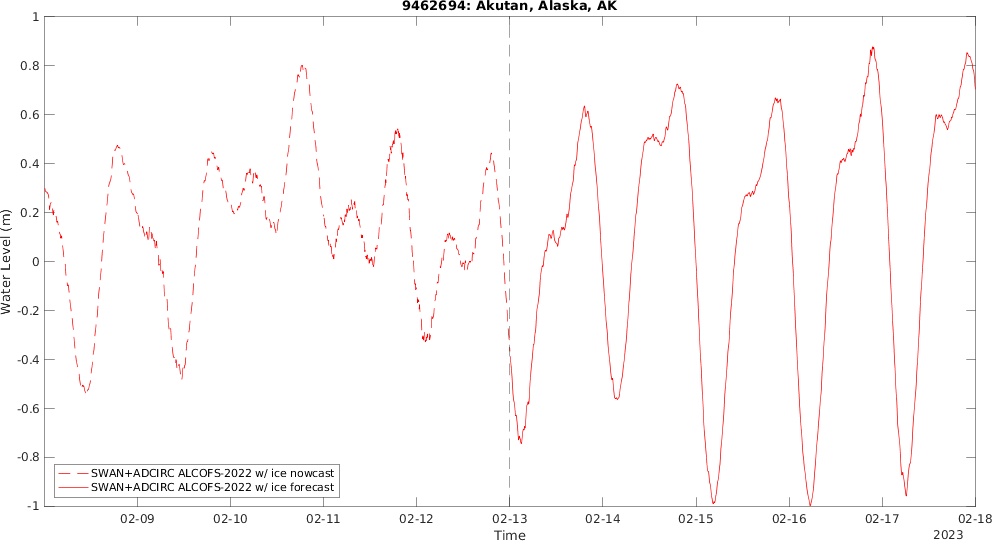 9462694: Akutan, Alaska, AK
1
0.8
0.6
0.4
0.2
0
-0.2
-0.4
-0.6
-0.8
-1
Water Level (m)
SWAN+ADCIRC ALCOFS-2022 w/ ice nowcast
SWAN+ADCIRC ALCOFS-2022 w/ ice forecast
02-09 02-10 02-11 02-12 02-13 02-14 02-15 02-16 02-17 02-18
Time
2023